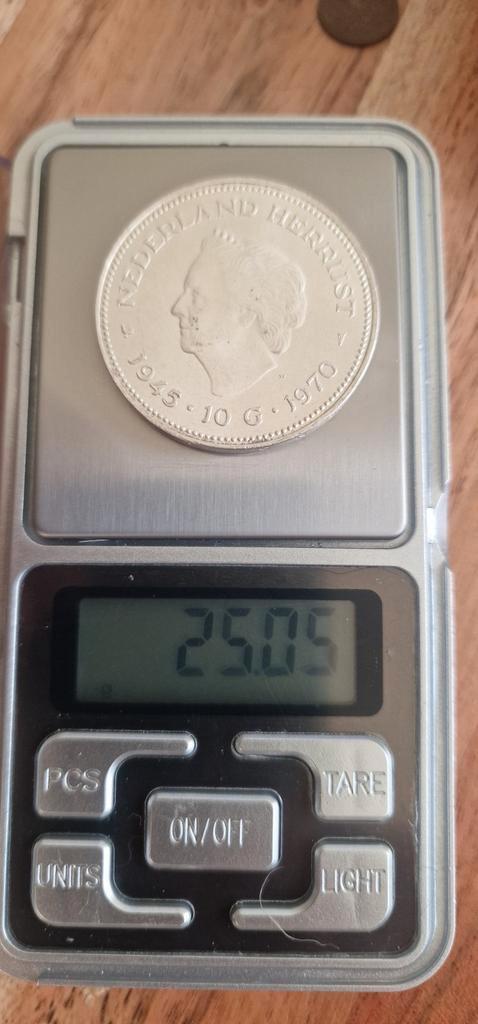 NEDERLAND HERRIJST
1945 · 10 G · 1970
25.05
PCS
TARE
ON/OFF
UNITS
LIGHT